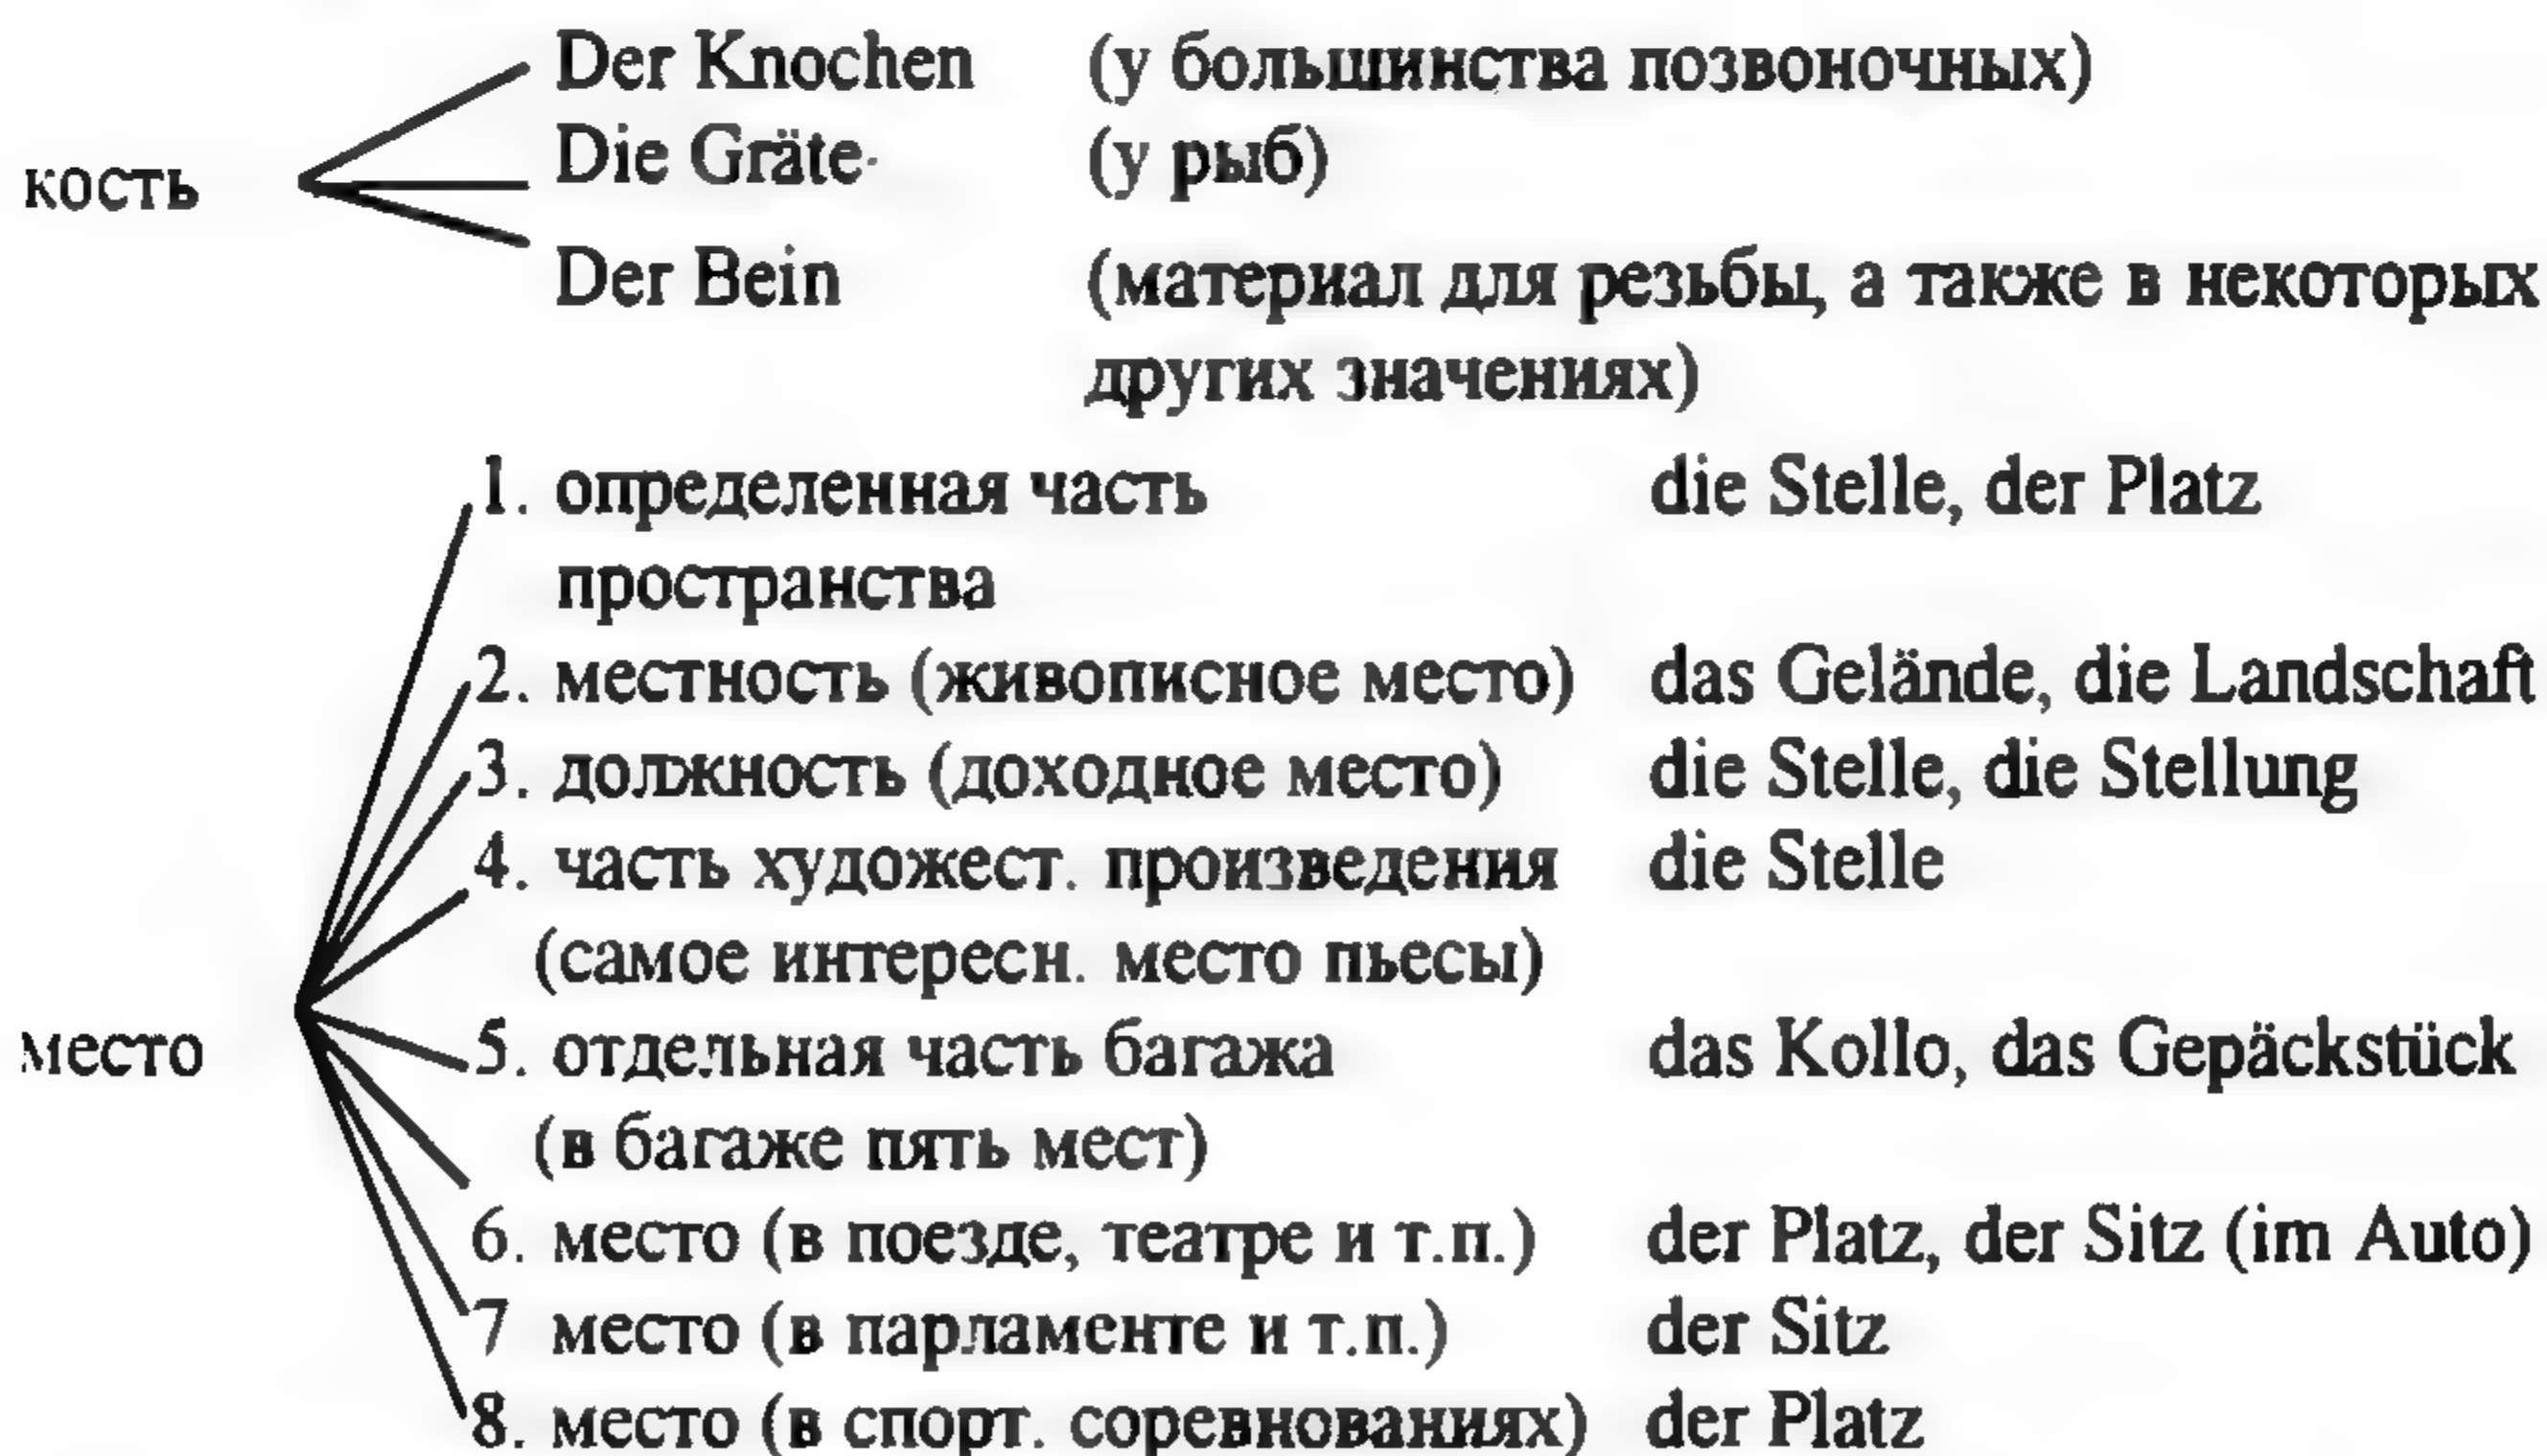 Der Knochen (у большинства позвоночных)
Die Gräte (у рыб)
кость
Der Bein (материал для резьбы, а также в некоторых
других значениях)
1. определенная часть die Stelle, der Platz
пространства
2. местность (живописное место) das Gelände, die Landschaft
3. должность (доходное место) die Stelle, die Stellung
4. часть художест. произведения die Stelle
(самое интересн. место пьесы)
место
5. отдельная часть багажа das Kollo, das Gepäckstück
(в багаже пять мест)
6. место (в поезде, театре и т.п.) der Platz, der Sitz (im Auto)
7 место (в парламенте и т.п.) der Sitz
8. место (в спорт. соревнованиях) der Platz